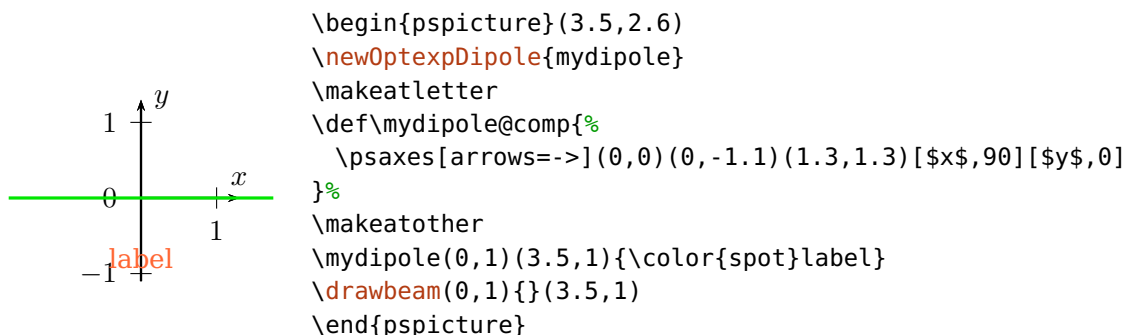 y
1
0
x
1
label
−1
\begin{pspicture}(3.5,2.6)
\newOptexpDipole{mydipole}
\makeatletter
\def\mydipole@comp{%
\psaxes[arrows=->](0,0)(0,-1.1)(1.3,1.3)[$x$,90][$y$,0]
}%
\makeatother
\mydipole(0,1)(3.5,1){\color{spot}label}
\drawbeam(0,1){}(3.5,1)
\end{pspicture}